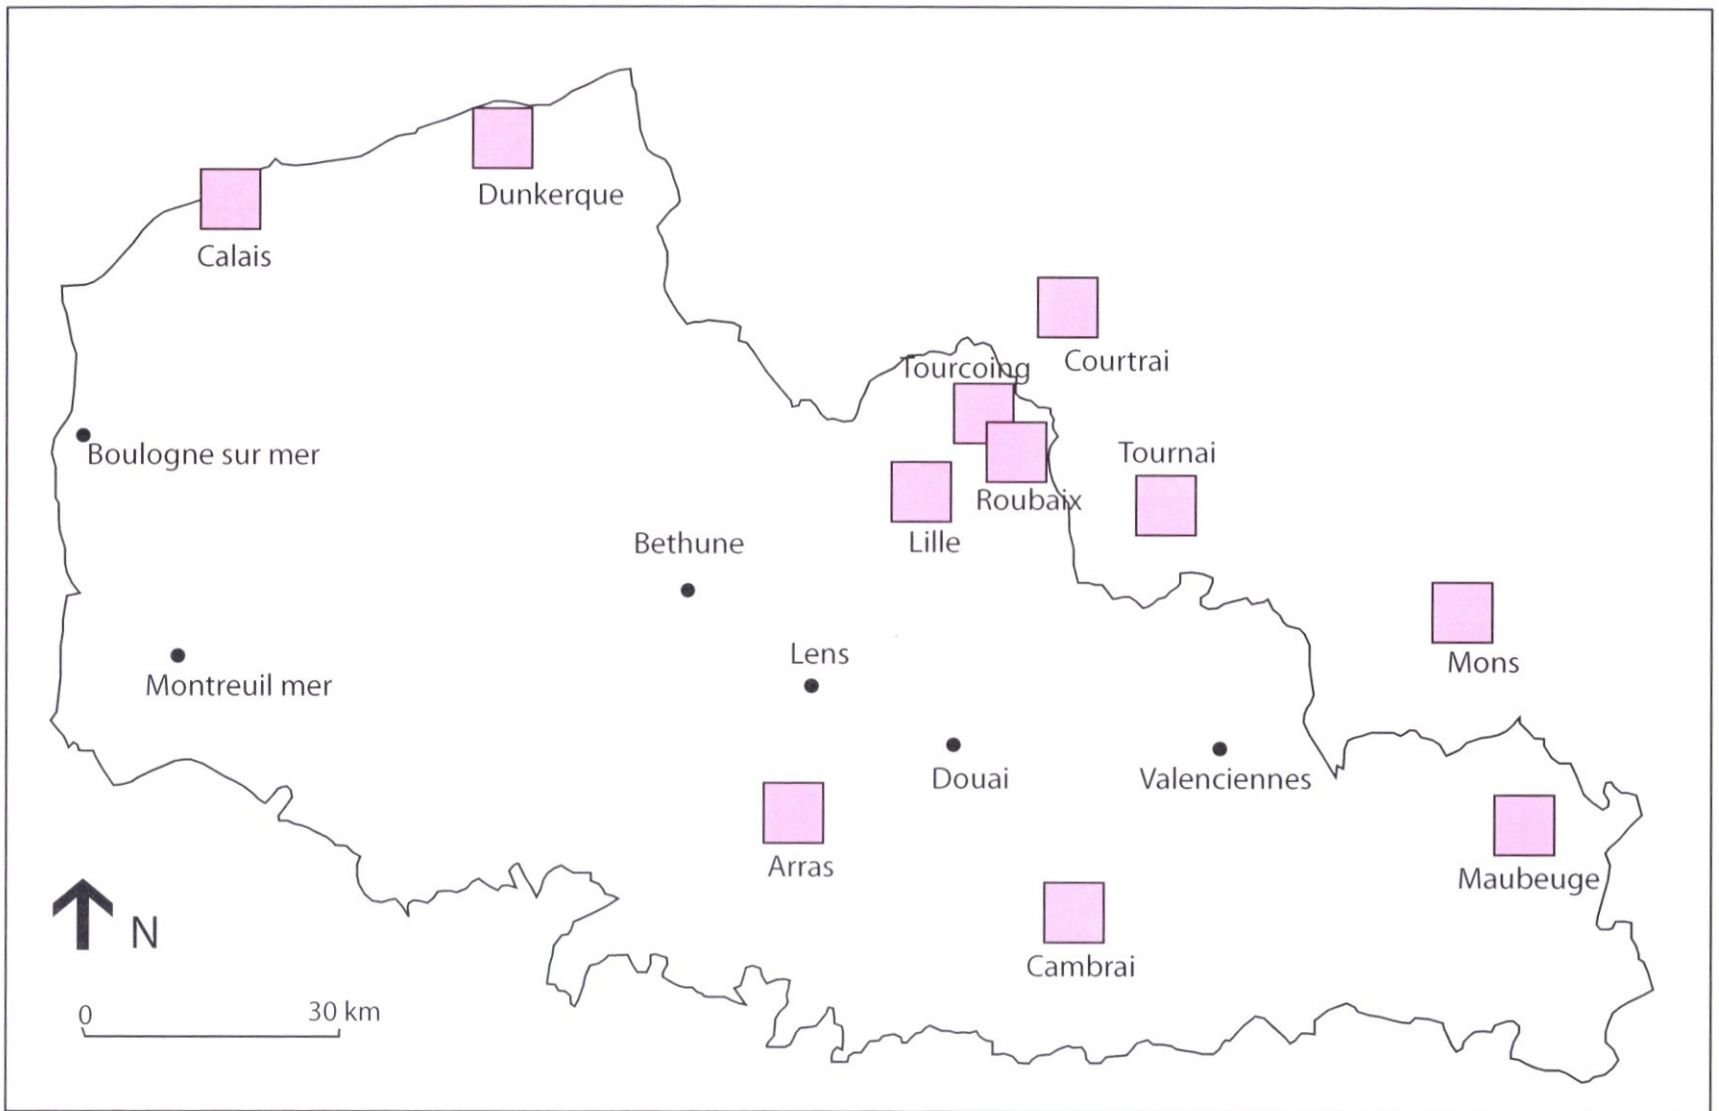 Dunkerque
Calais
Courtrai
Tourcoing
Boulogne sur mer
Tournai
Roubaix
Lille
Bethune
Lens
Mons
Montreuil mer
Douai
Valenciennes
Arras
Maubeuge
N
Cambrai
0 30 km